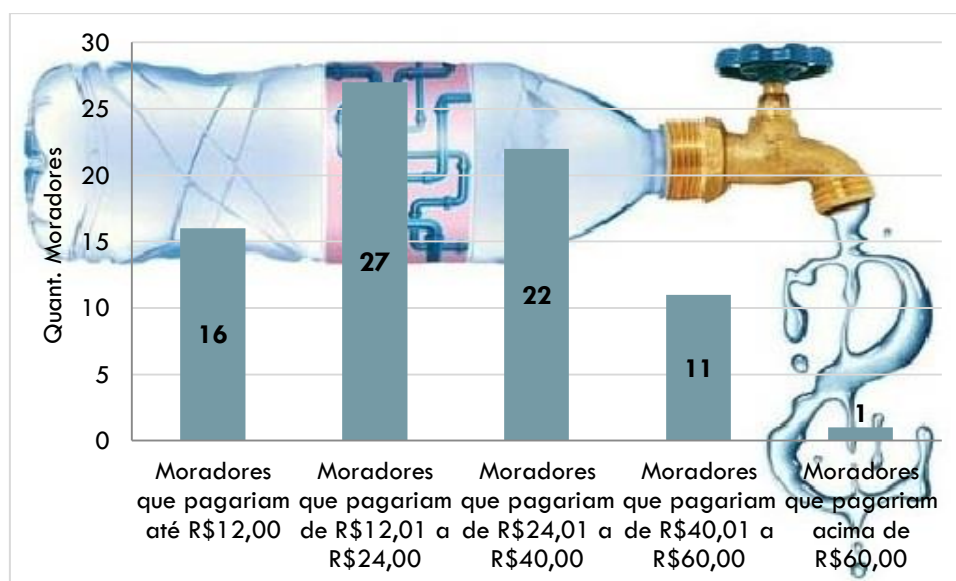 30
25
20
15
10
5
0
Quant. Moradores
16
27
22
11
1
Moradores
que pagariam
até R$12,00
Moradores
que pagariam
de R$12,01 a
R$24,00
Moradores
que pagariam
de R$24,01 a
R$40,00
Moradores
que pagariam
de R$40,01 a
R$60,00
Moradores
que pagariam
acima de
R$60,00